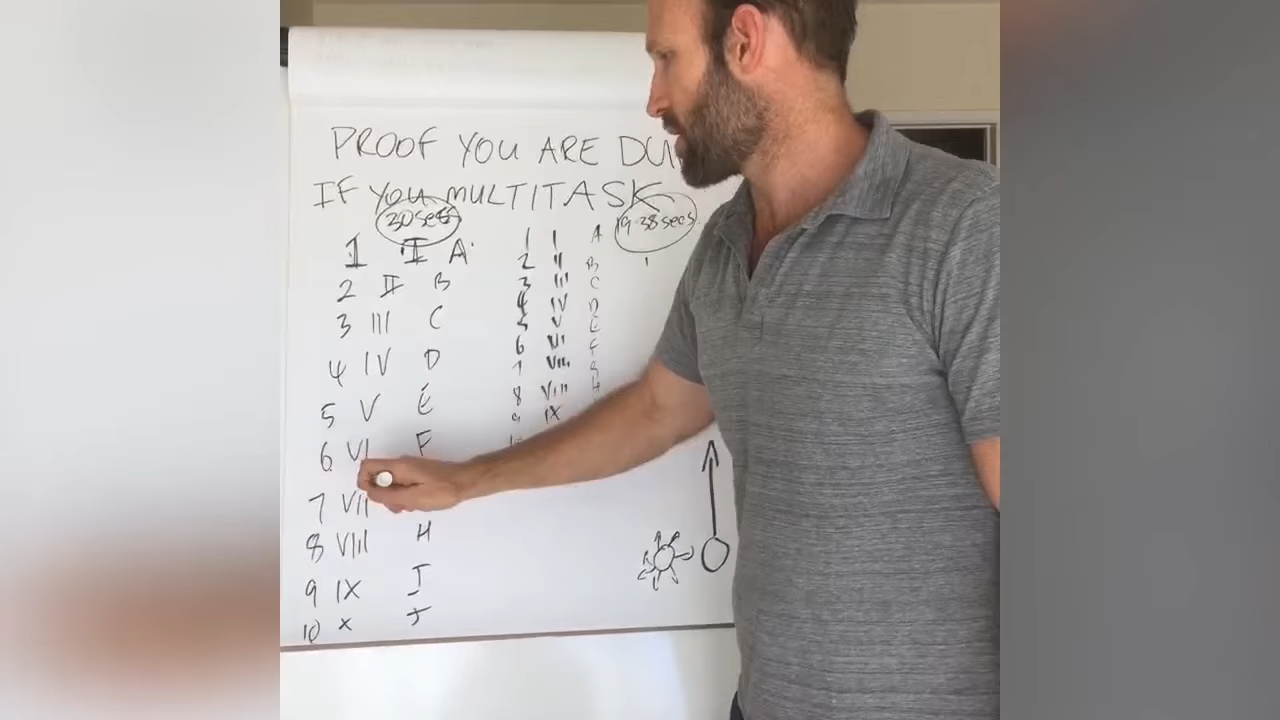 PROOF YOU ARE
IF YOU MULTITASK
30 secs 19-38 secs
1 I A 1 I A
2 II B 2 II B
3 III C 3 III C
4 IV D 4 IV D
5 V E 5 V E
6 VI F 6 VI F
7 VII 7 VII G
8 VIII H 8 VIII H
9 IX I 9 IX
10 X J 10